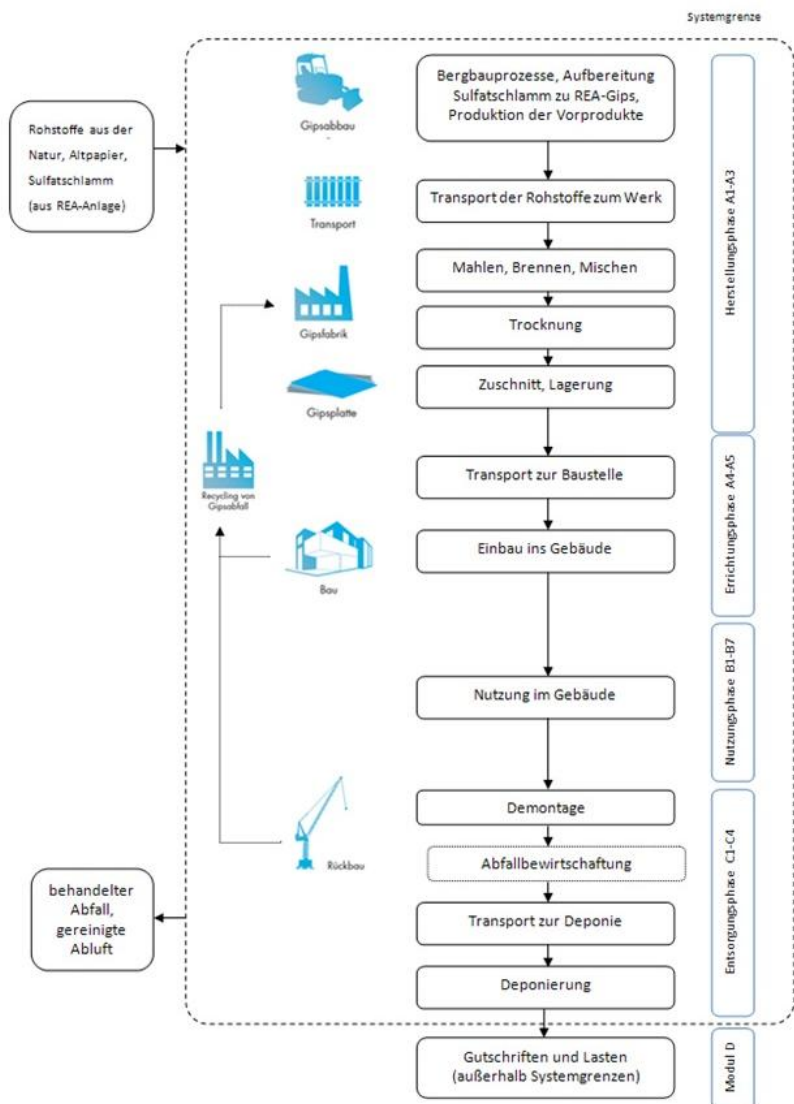 Systemgrenze
Rohstoffe aus der
Natur, Altpapier,
Sulfatschlamm
(aus REA-Anlage)
Gipsabbau
Transport
Gipsfabrik
Gipsplatte
Recycling von
Gipsabfall
Bau
Rückbau
behandelter
Abfall,
gereinigte
Abluft
Bergbauprozesse, Aufbereitung
Sulfatschlamm zu REA-Gips,
Produktion der Vorprodukte
Transport der Rohstoffe zum Werk
Mahlen, Brennen, Mischen
Trocknung
Zuschnitt, Lagerung
Transport zur Baustelle
Einbau ins Gebäude
Nutzung im Gebäude
Demontage
Abfallbewirtschaftung
Transport zur Deponie
Deponierung
Gutschriften und Lasten
(außerhalb Systemgrenzen)
Herstellungsphase A1-A3
Errichtungsphase A4-A5
Nutzungsphase B1-B7
Entsorgungsphase C1-C4
Modul D